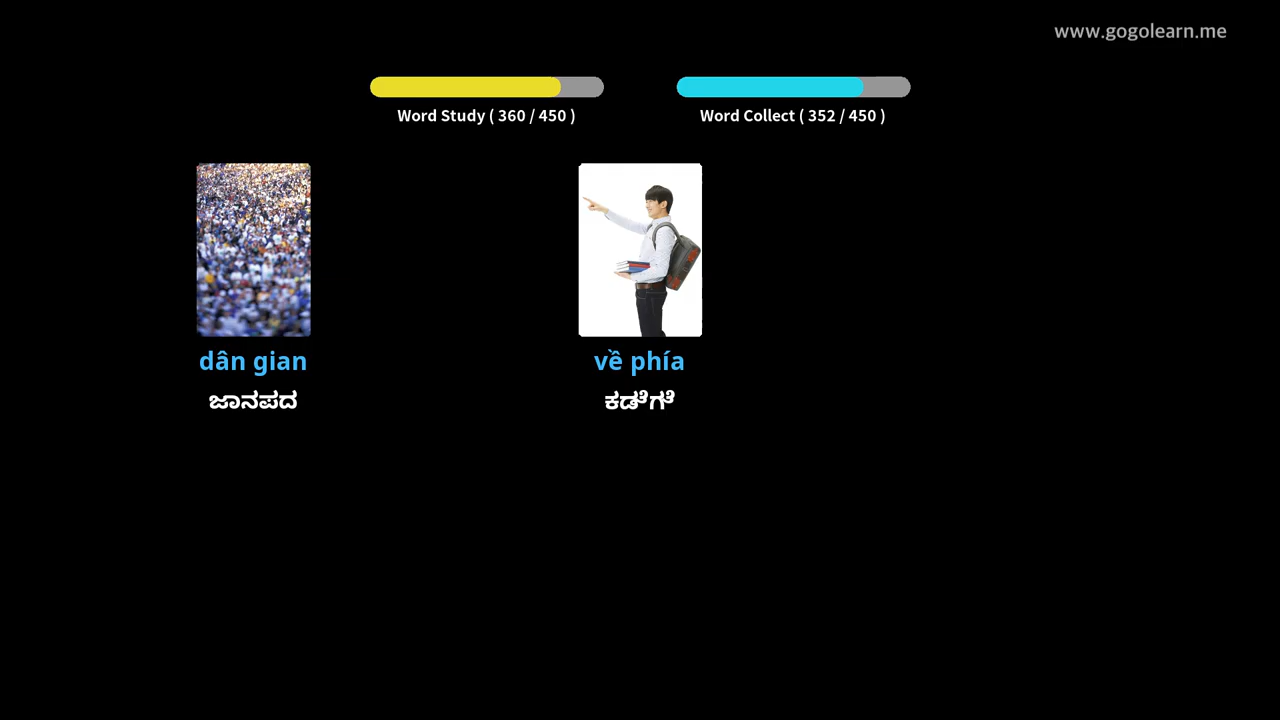 www.gogolearn.me
Word Study ( 360 / 450 )
Word Collect ( 352 / 450 )
dân gian
ಜಾನಪದ
về phía
ಕಡೆಗೆ